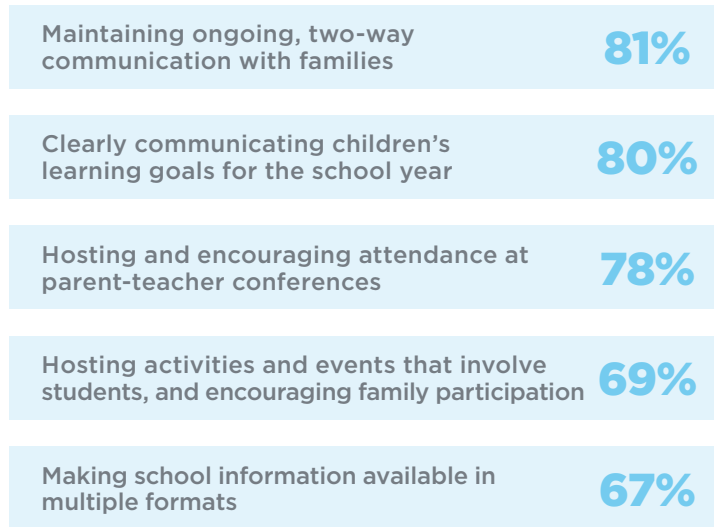 Maintaining ongoing, two-way
communication with families
81%
Clearly communicating children’s
learning goals for the school year
80%
Hosting and encouraging attendance at
parent-teacher conferences
78%
Hosting activities and events that involve
students, and encouraging family participation
69%
Making school information available in
multiple formats
67%